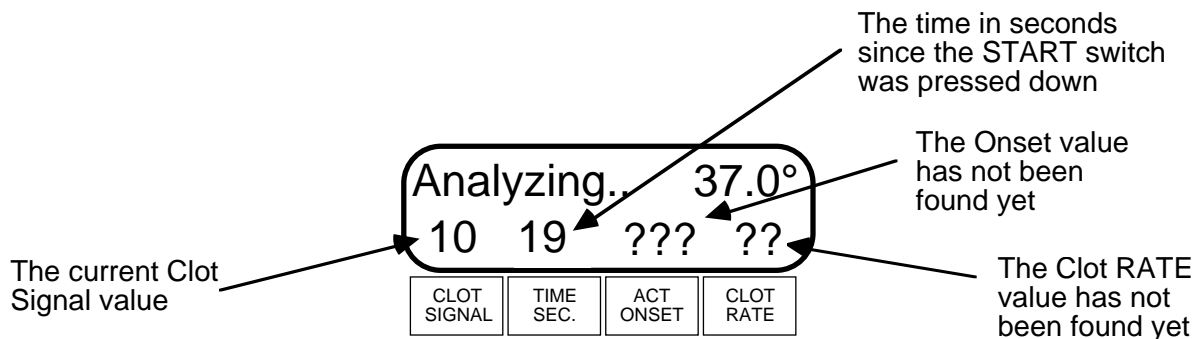 The time in seconds
since the START switch
was pressed down
The Onset value
has not been
found yet
Analyzing.. 37.0°
10 19 ??? ??
The current Clot
Signal value
The Clot RATE
value has not
been found yet
CLOT
SIGNAL
TIME
SEC.
ACT
ONSET
CLOT
RATE